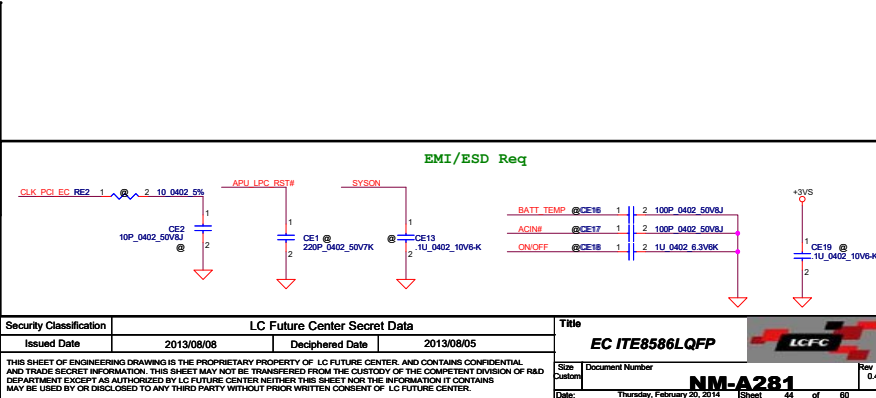 EMI/ESD Req
CLK_PCI_EC RE2 1 @ 2 10_0402_5%
1
CE2
10P_0402_50V8J
@
2
APU_LPC_RST#
1
CE1 @
220P_0402_50V7K
2
SYSON
1
@ CE13
.1U_0402_10V6-K
2
BATT_TEMP @CE16 1 2 100P_0402_50V8J
ACIN# @CE17 1 2 100P_0402_50V8J
ON/OFF @CE18 1 2 1U_0402_6.3V6K
+3VS
1
CE19 @
.1U_0402_10V6-K
2
Security Classification LC Future Center Secret Data
Issued Date 2013/08/08 Deciphered Date 2013/08/05
THIS SHEET OF ENGINEERING DRAWING IS THE PROPRIETARY PROPERTY OF LC FUTURE CENTER. AND CONTAINS CONFIDENTIAL
AND TRADE SECRET INFORMATION. THIS SHEET MAY NOT BE TRANSFERED FROM THE CUSTODY OF THE COMPETENT DIVISION OF R&D
DEPARTMENT EXCEPT AS AUTHORIZED BY LC FUTURE CENTER NEITHER THIS SHEET NOR THE INFORMATION IT CONTAINS
MAY BE USED BY OR DISCLOSED TO ANY THIRD PARTY WITHOUT PRIOR WRITTEN CONSENT OF LC FUTURE CENTER.
Title
EC ITE8586LQFP
LCFC
Size Document Number Rev
Custom NM-A281 0.4
Date: Thursday, February 20, 2014 Sheet 44 of 60